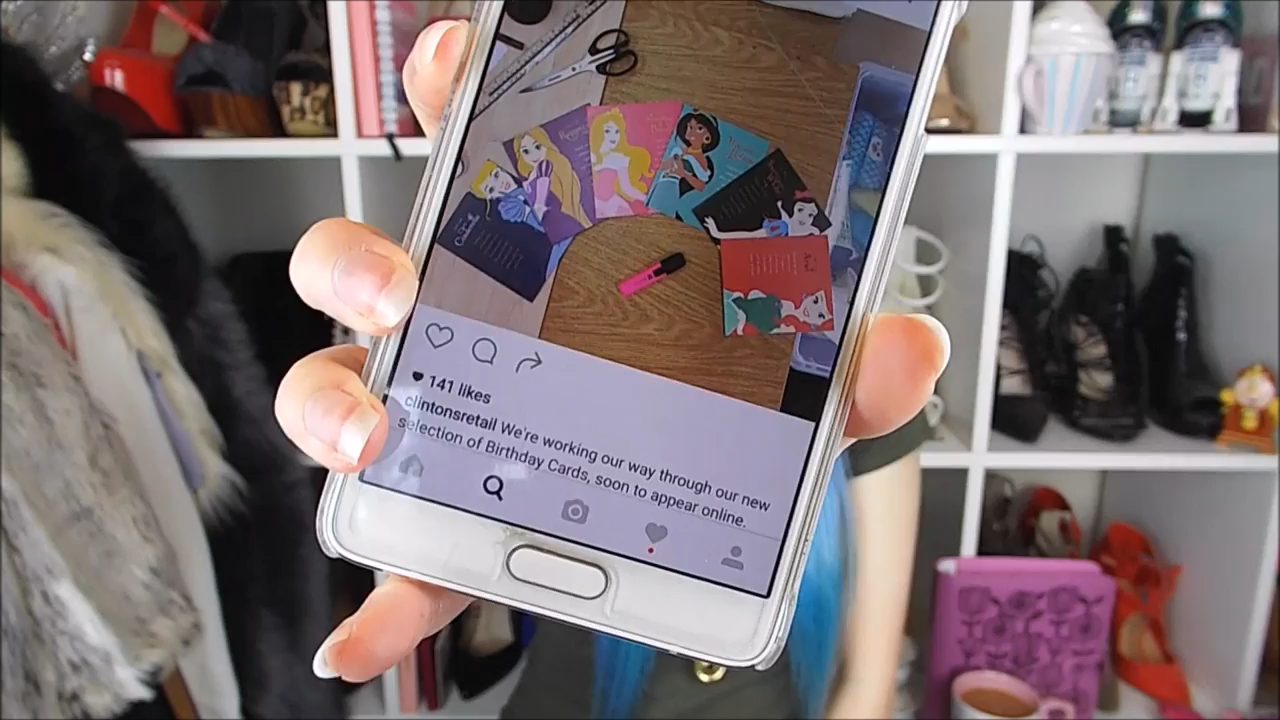 141 likes
clintonsretail We're working our way through our new
selection of Birthday Cards, soon to appear online.
Ariel